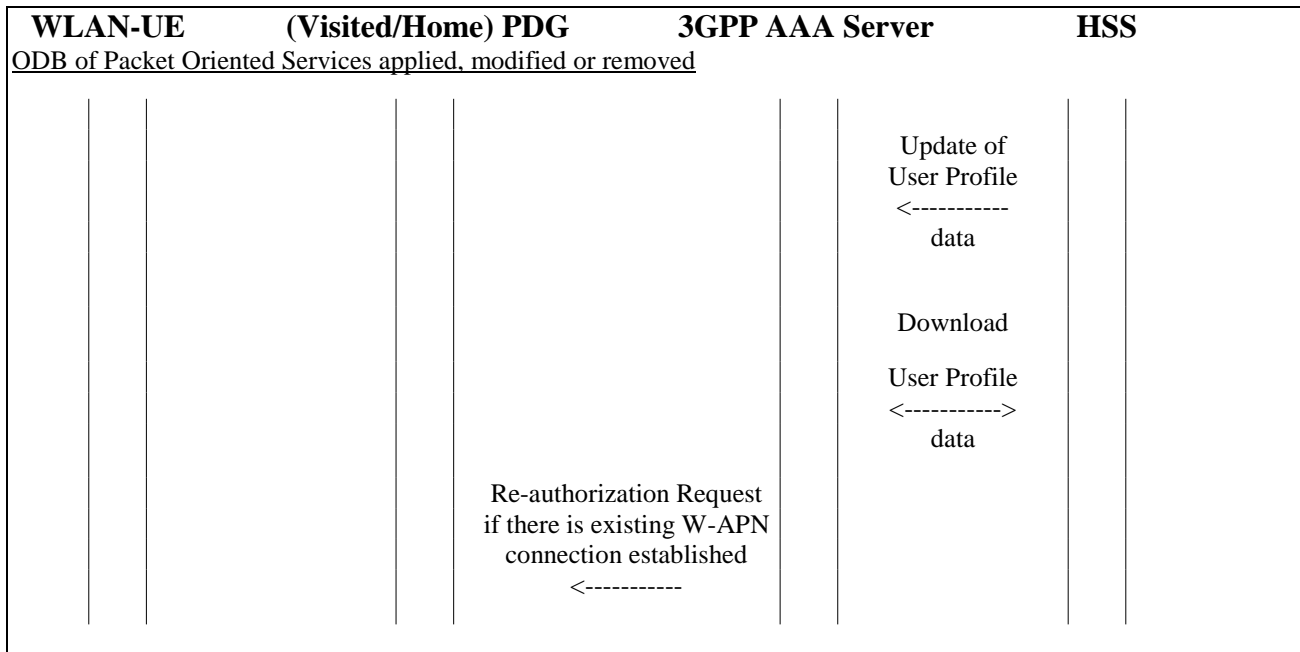 WLAN-UE (Visited/Home) PDG 3GPP AAA Server HSS
ODB of Packet Oriented Services applied, modified or removed
Update of
User Profile
<-----------
data
Download
User Profile
<----------->
data
Re-authorization Request
if there is existing W-APN
connection established
<-----------